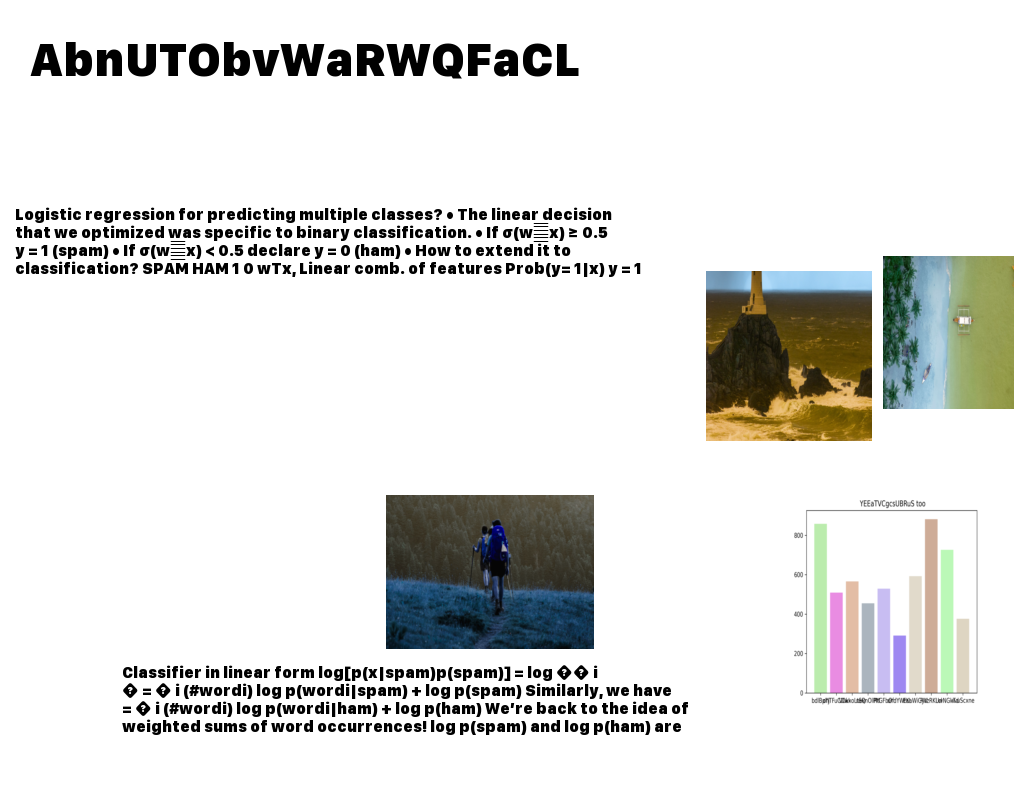 AbnUTObvWaRWQFaCL
Logistic regression for predicting multiple classes? • The linear decision
that we optimized was specific to binary classification. • If σ(w x) ≥ 0.5
y = 1 (spam) • If σ(w x) < 0.5 declare y = 0 (ham) • How to extend it to
classification? SPAM HAM 1 0 wTx, Linear comb. of features Prob(y= 1|x) y = 1
YEEaTVCgcsUBRuS too
800
600
400
200
0
Classifier in linear form log[p(x|spam)p(spam)] = log �� i
� = � i (#wordi) log p(wordi|spam) + log p(spam) Similarly, we have
= � i (#wordi) log p(wordi|ham) + log p(ham) We're back to the idea of
weighted sums of word occurrences! log p(spam) and log p(ham) are